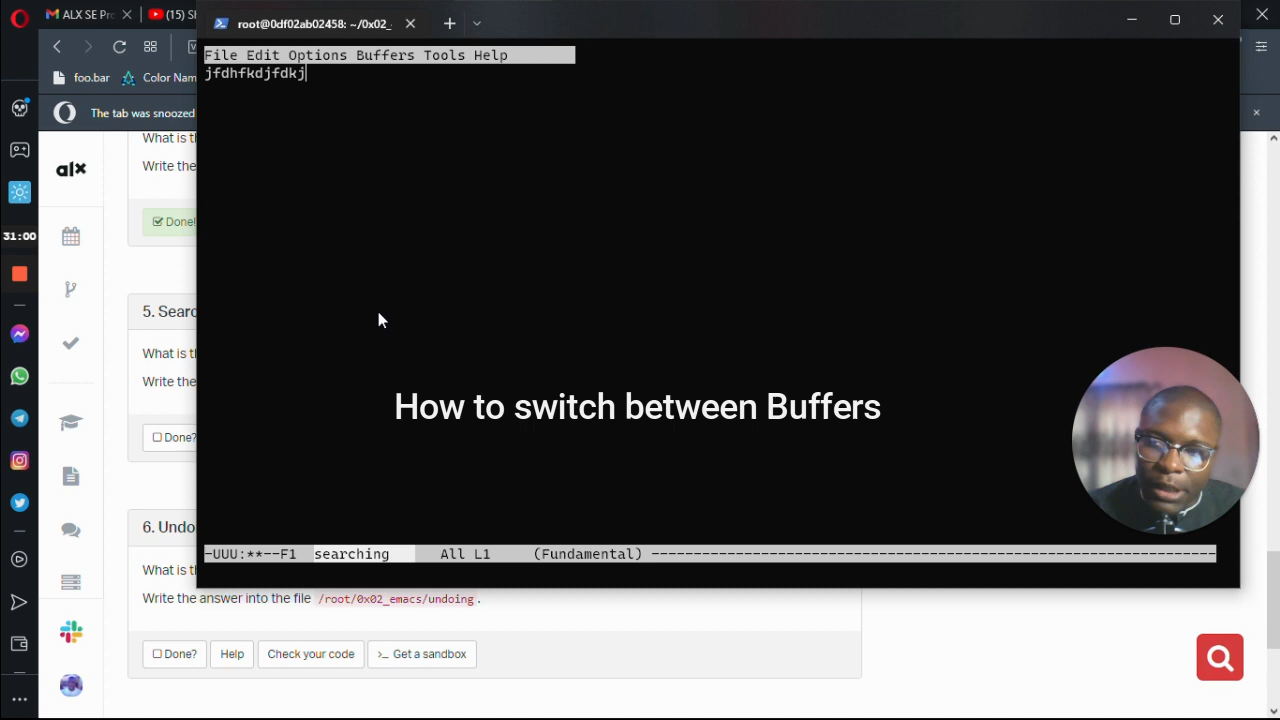 ALX SE Pr
(15) SI
root@0df02ab02458: ~/0x02_
foo.bar
Color Nam
File Edit Options Buffers Tools Help
jfdhfkdjfdkj
The tab was snoozed
What is t
Write the
alx
Done!
31:00
5. Searc
What is t
Write the
How to switch between Buffers
Done?
6. Undo
-UUU:**--F1 searching All L1 (Fundamental)
What is t
Write the answer into the file /root/0x02_emacs/undoing.
Done? Help Check your code >_ Get a sandbox